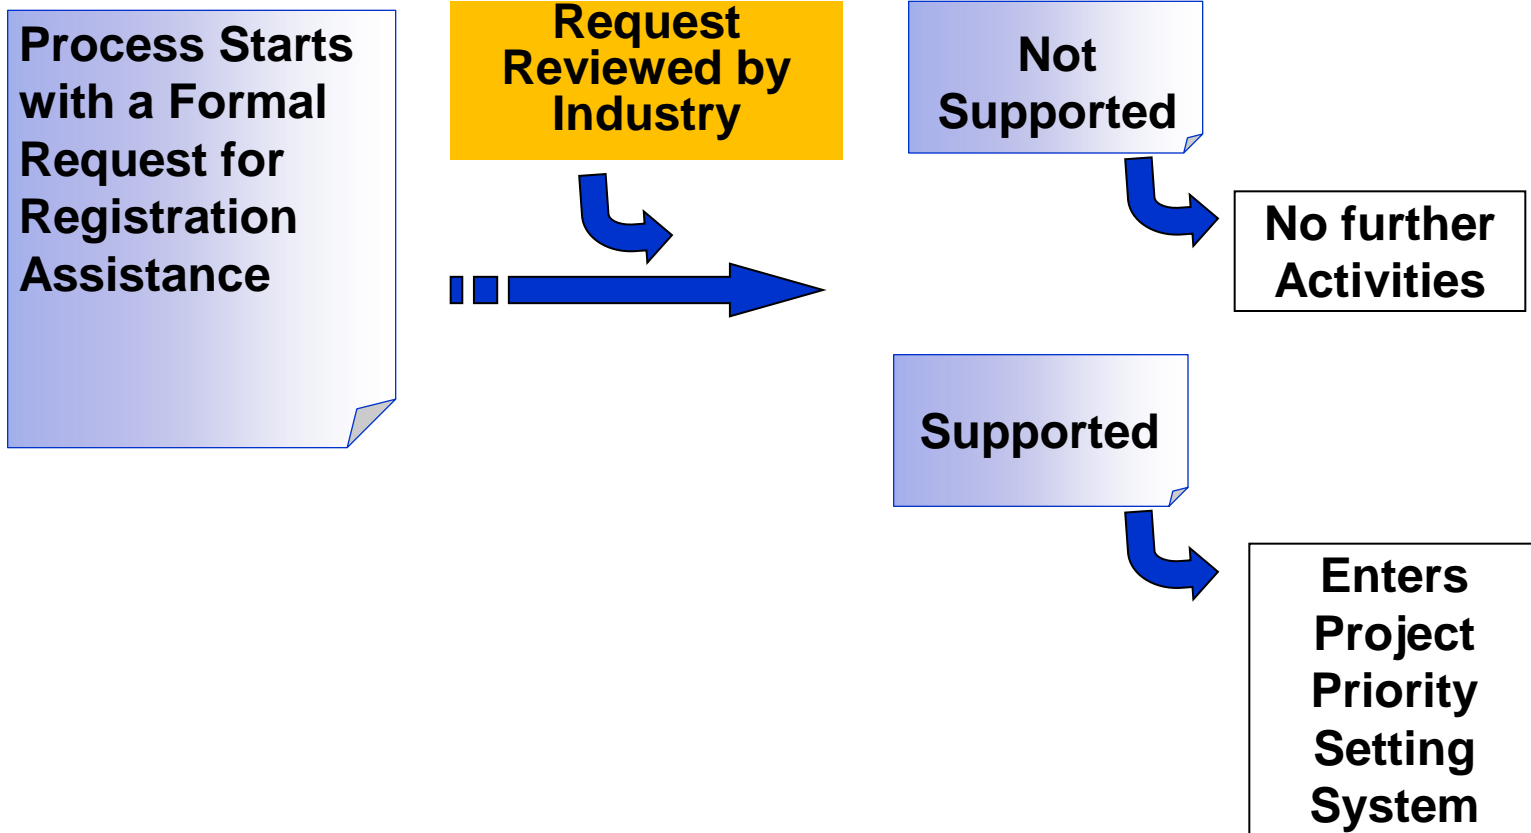 Process Starts
with a Formal
Request for
Registration
Assistance
Request
Reviewed by
Industry
Not
Supported
No further
Activities
Supported
Enters
Project
Priority
Setting
System